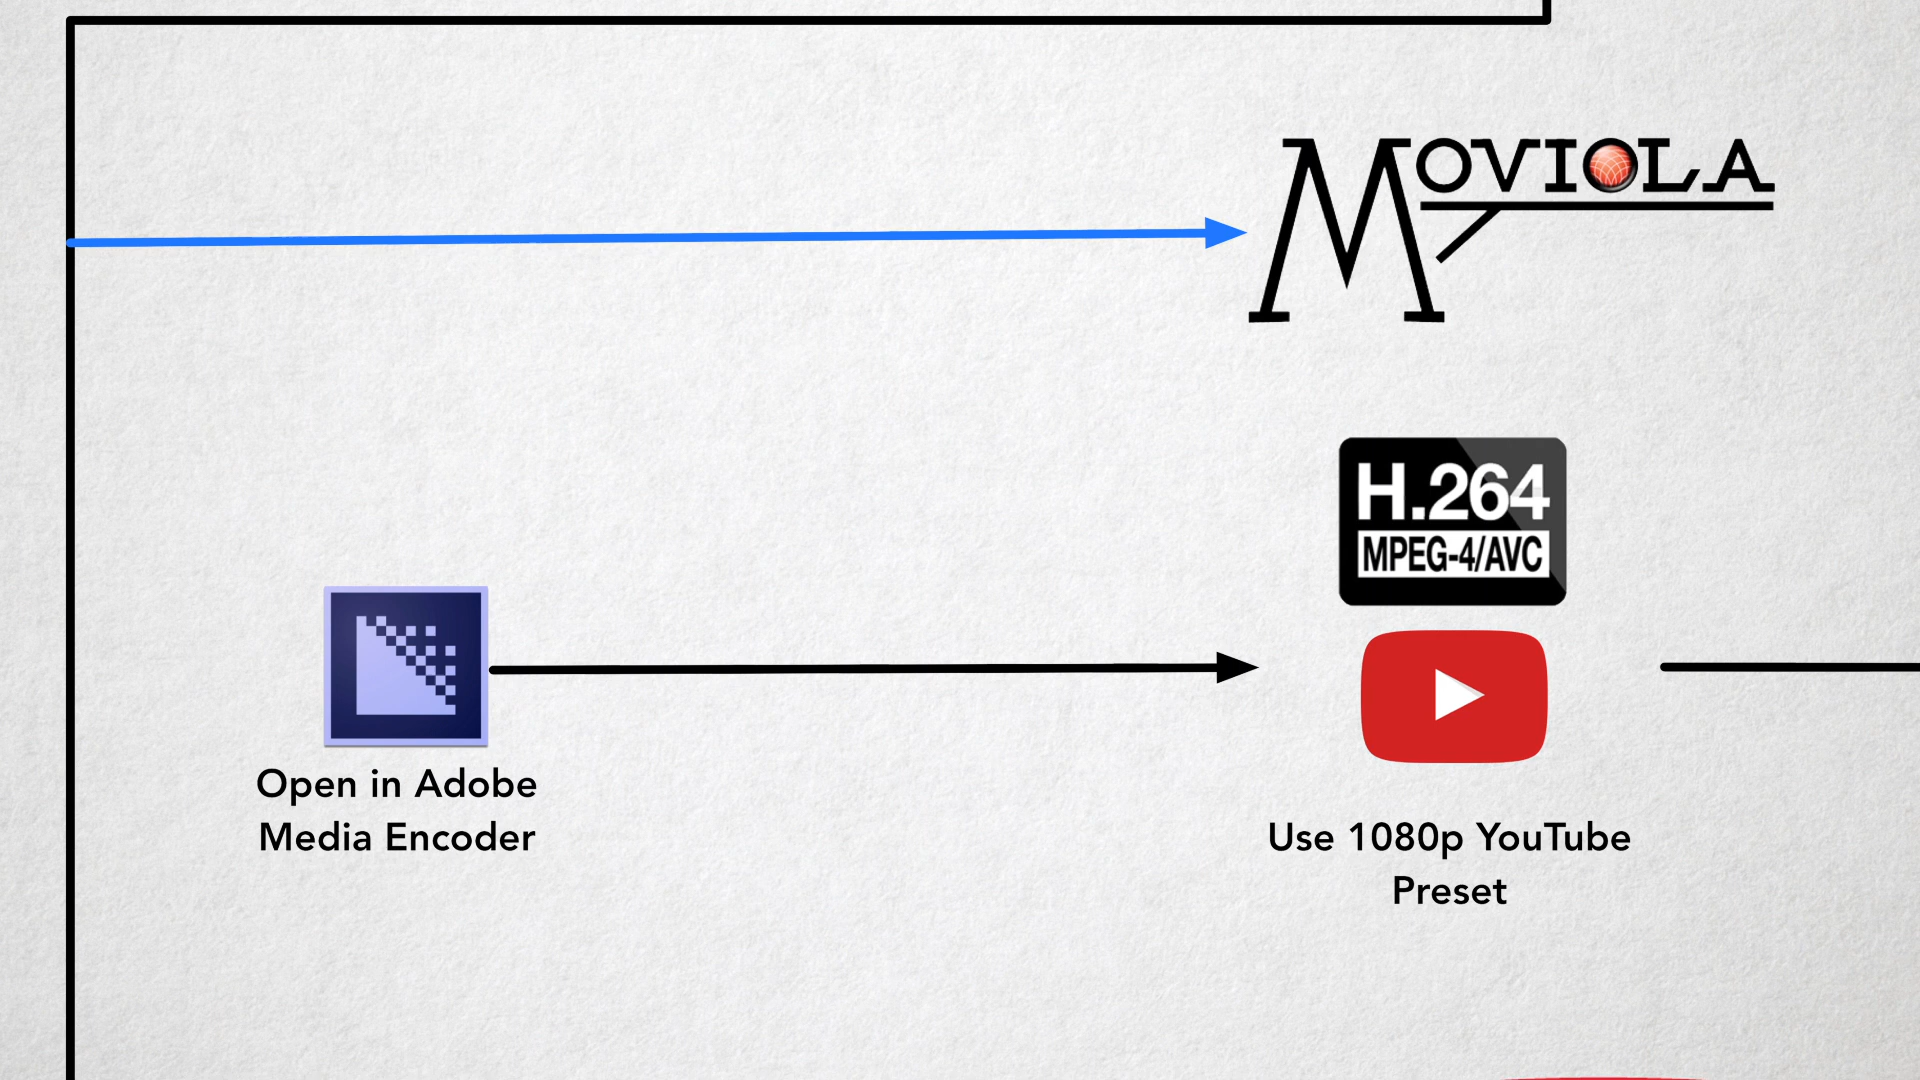 MOVIOLA
H.264
MPEG-4/AVC
Open in Adobe
Media Encoder
Use 1080p YouTube
Preset